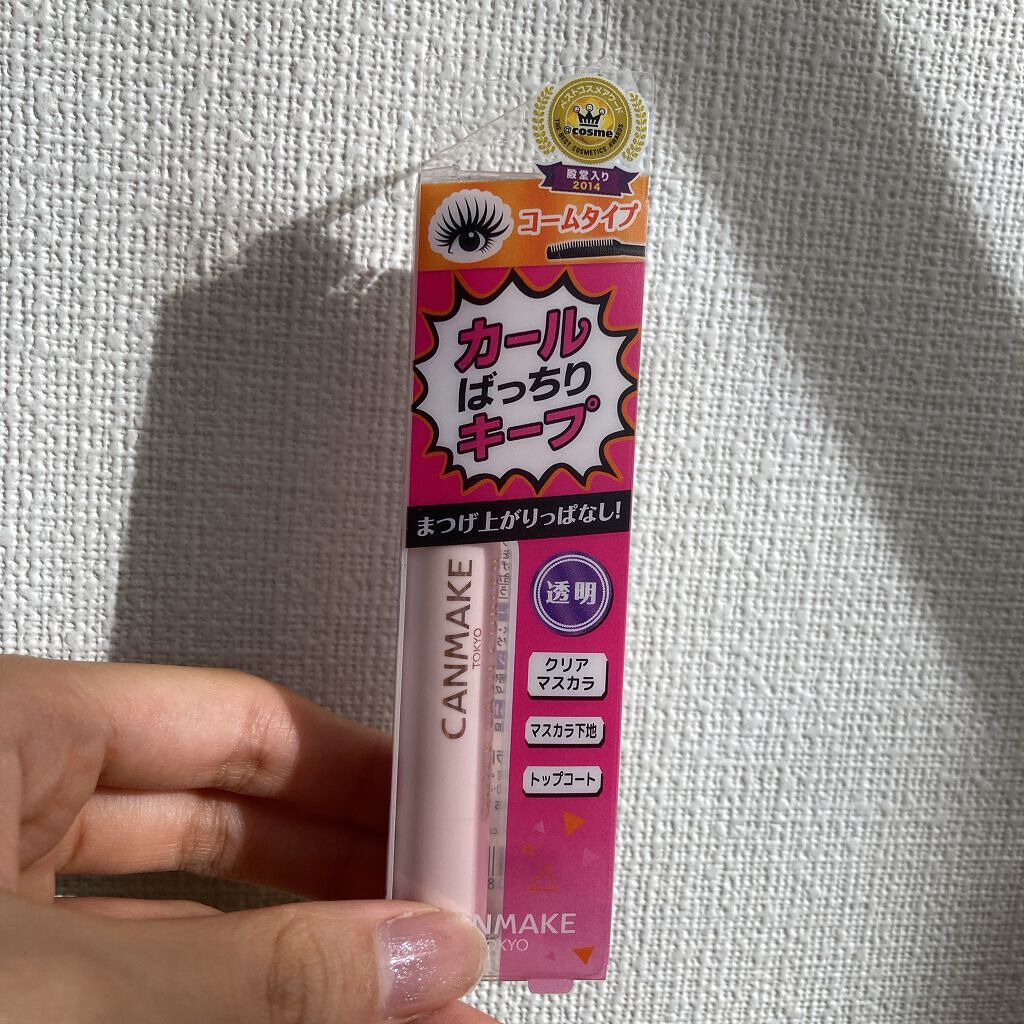 ベストコスメアワード
@cosme
THE BEST COSMETICS AWARDS
殿堂入り
2014
コームタイプ
カール
ばっちり
キープ
まつげ上がりっぱなし!
CANMAKE
TOKYO
透明
クリア
マスカラ
マスカラ下地
トップコート
NMAKE
OKYO